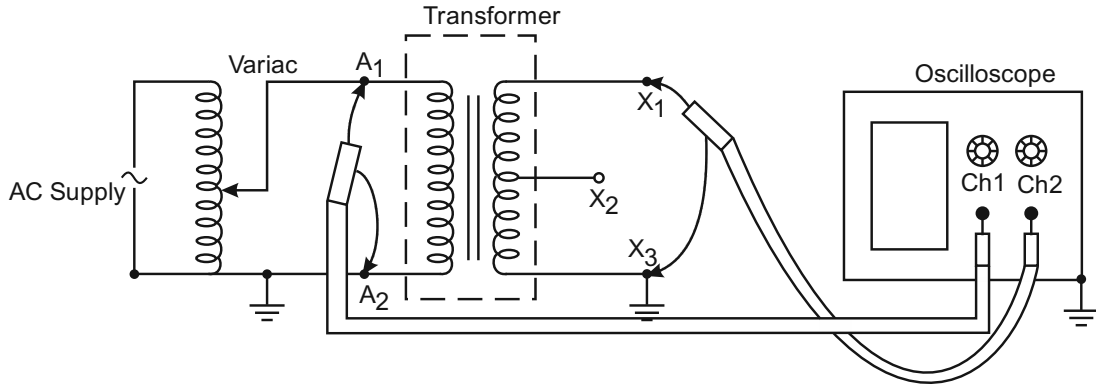 Transformer
Variac
A1
X1
Oscilloscope
AC Supply
Ch1
Ch2
X2
X3
A2